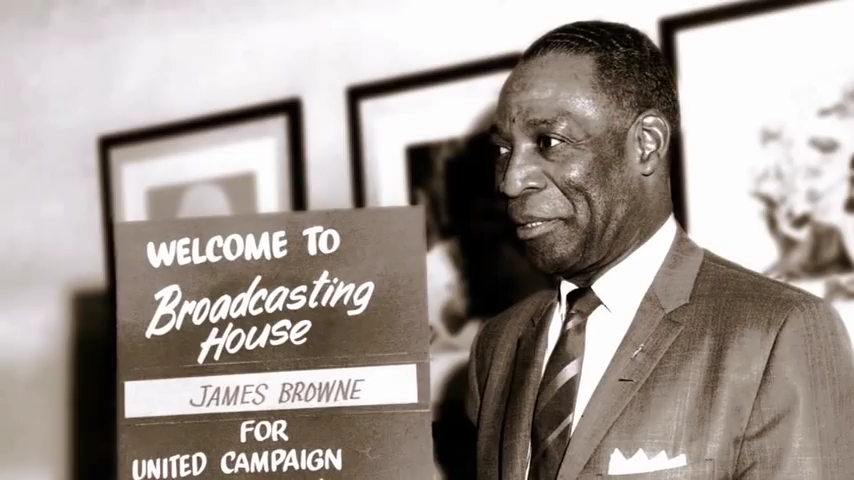 WELCOME TO
Broadcasting
House
JAMES BROWNE
FOR
UNITED CAMPAIGN